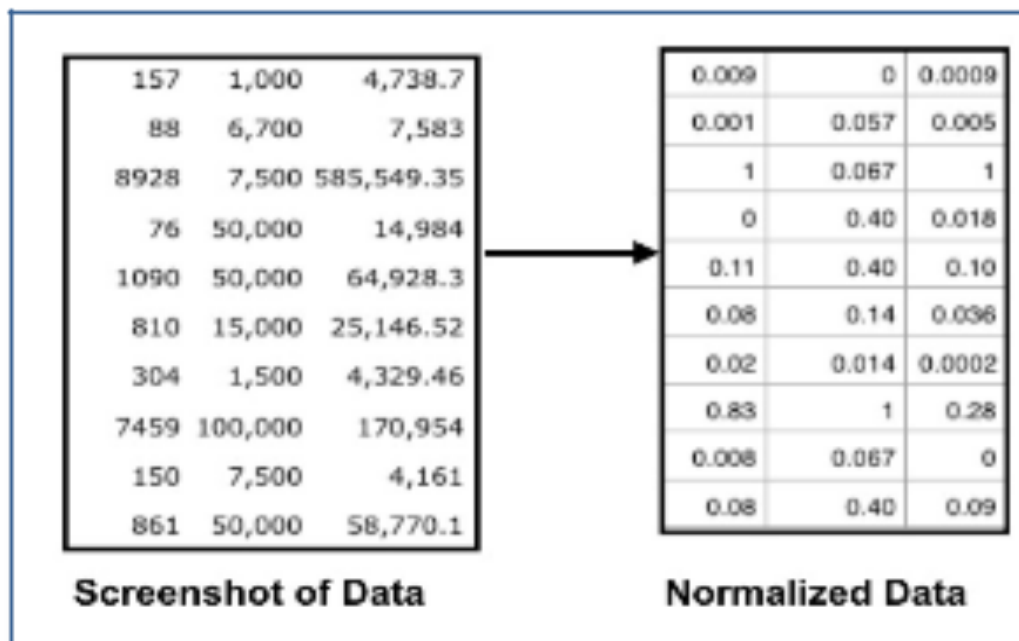 157 1,000 4,738.7
88 6,700 7,583
8928 7,500 585,549.35
76 50,000 14,984
1090 50,000 64,928.3
810 15,000 25,146.52
304 1,500 4,329.46
7459 100,000 170,954
150 7,500 4,161
861 50,000 58,770.1
Screenshot of Data
0.009 0 0.0009
0.001 0.057 0.005
1 0.067 1
0 0.40 0.018
0.11 0.40 0.10
0.08 0.14 0.036
0.02 0.014 0.0002
0.83 1 0.28
0.008 0.067 0
0.08 0.40 0.09
Normalized Data